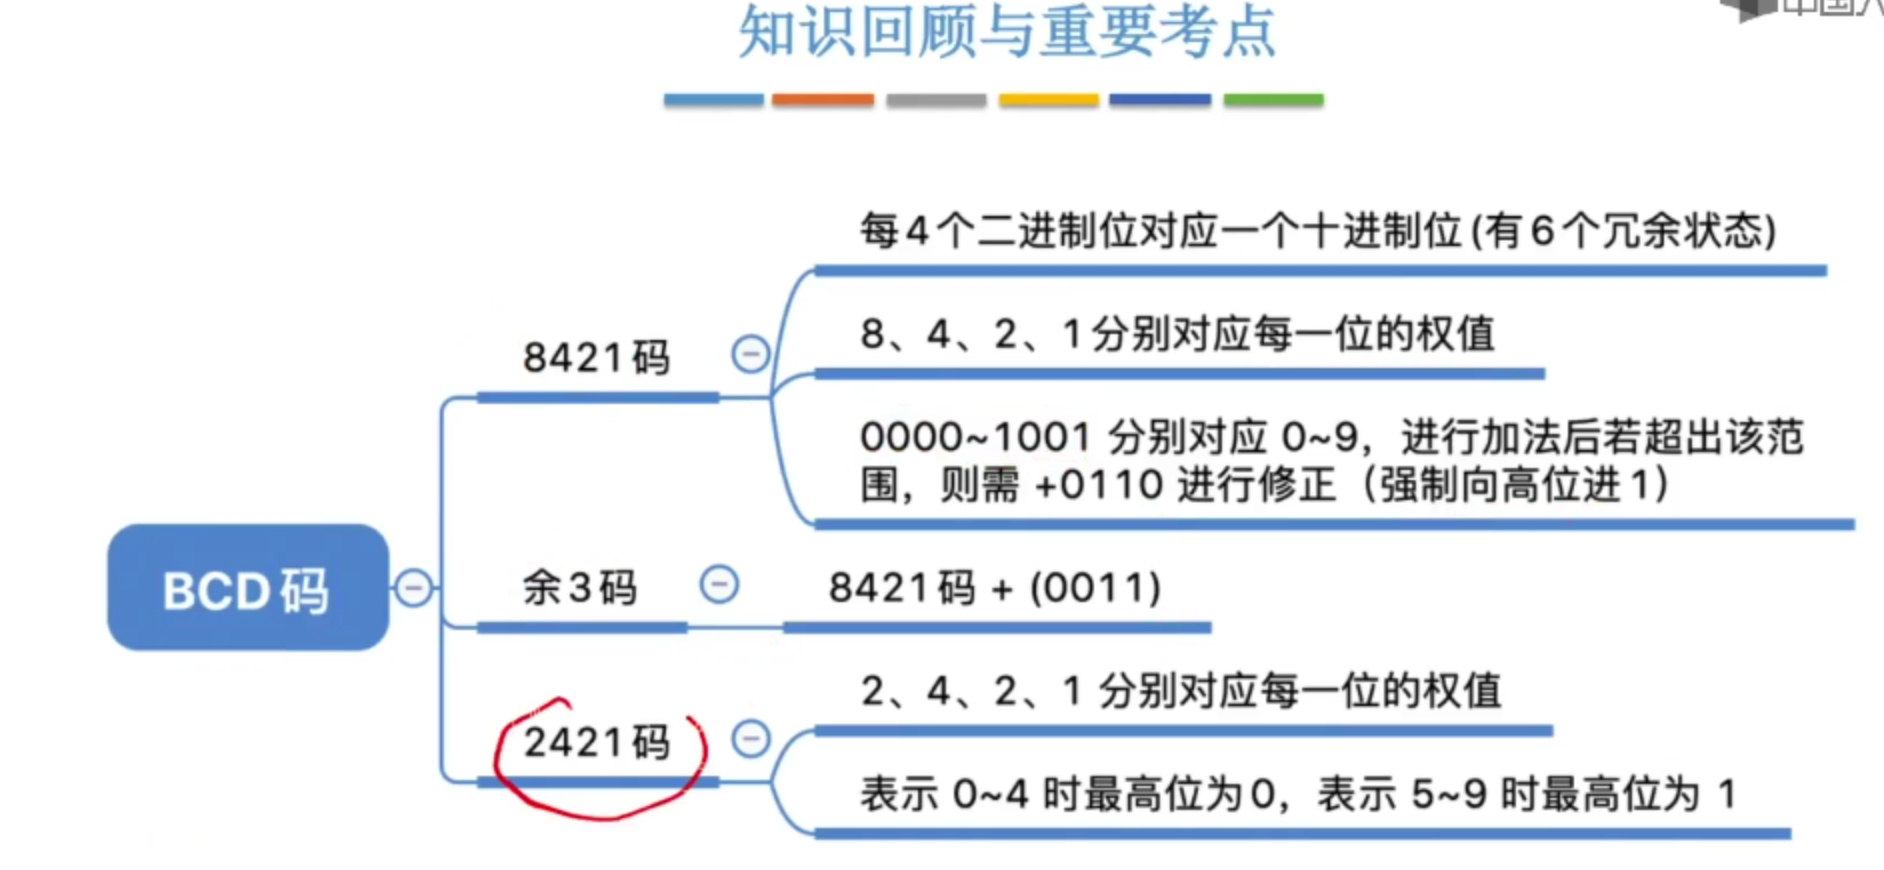 中国
知识回顾与重要考点
每4个二进制位对应一个十进制位(有6个冗余状态)
8、4、2、1分别对应每一位的权值
8421码
0000~1001 分别对应 0~9，进行加法后若超出该范
围，则需 +0110 进行修正（强制向高位进1）
BCD码
余3码
8421码 + (0011)
2、4、2、1 分别对应每一位的权值
2421码
表示 0~4 时最高位为0，表示 5~9 时最高位为 1